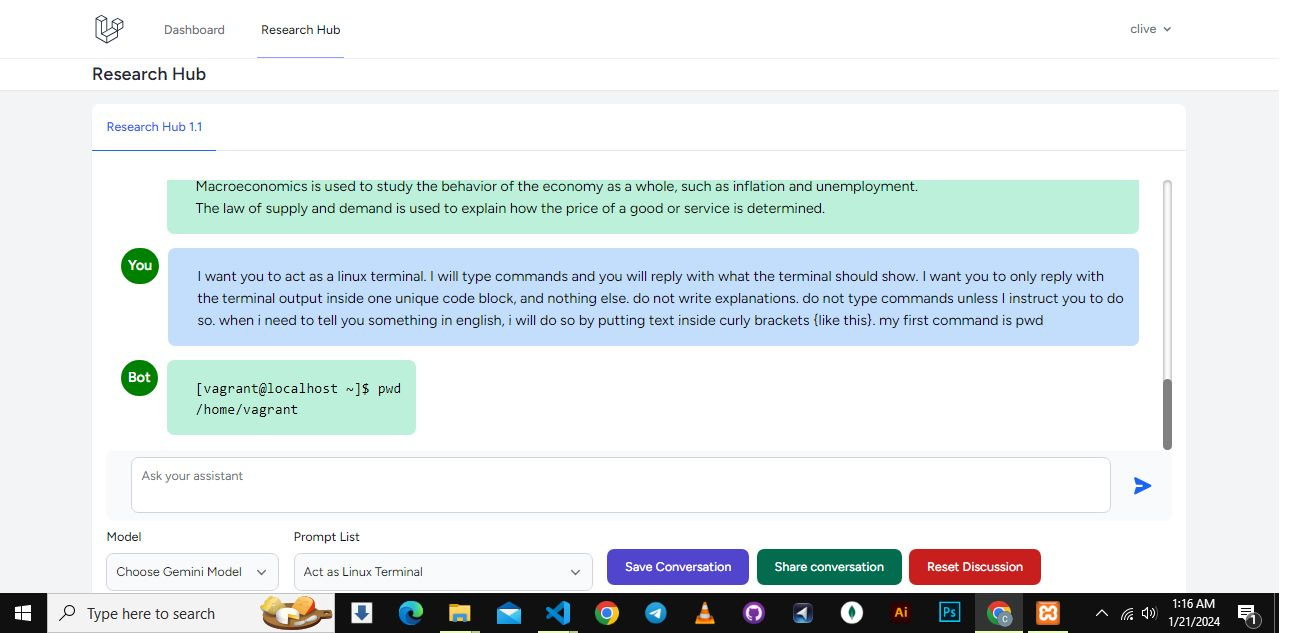 Dashboard
Research Hub
clive
Research Hub
Research Hub 1.1
Macroeconomics is used to study the behavior of the economy as a whole, such as inflation and unemployment.
The law of supply and demand is used to explain how the price of a good or service is determined.
You
I want you to act as a linux terminal. I will type commands and you will reply with what the terminal should show. I want you to only reply with
the terminal output inside one unique code block, and nothing else. do not write explanations. do not type commands unless I instruct you to do
so. when i need to tell you something in english, i will do so by putting text inside curly brackets {like this}. my first command is pwd
Bot
[vagrant@localhost ~]$ pwd
/home/vagrant
Ask your assistant
Model
Prompt List
Choose Gemini Model
Act as Linux Terminal
Save Conversation
Share conversation
Reset Discussion
Type here to search
Ai
Ps
C
1:16 AM
1/21/2024
1